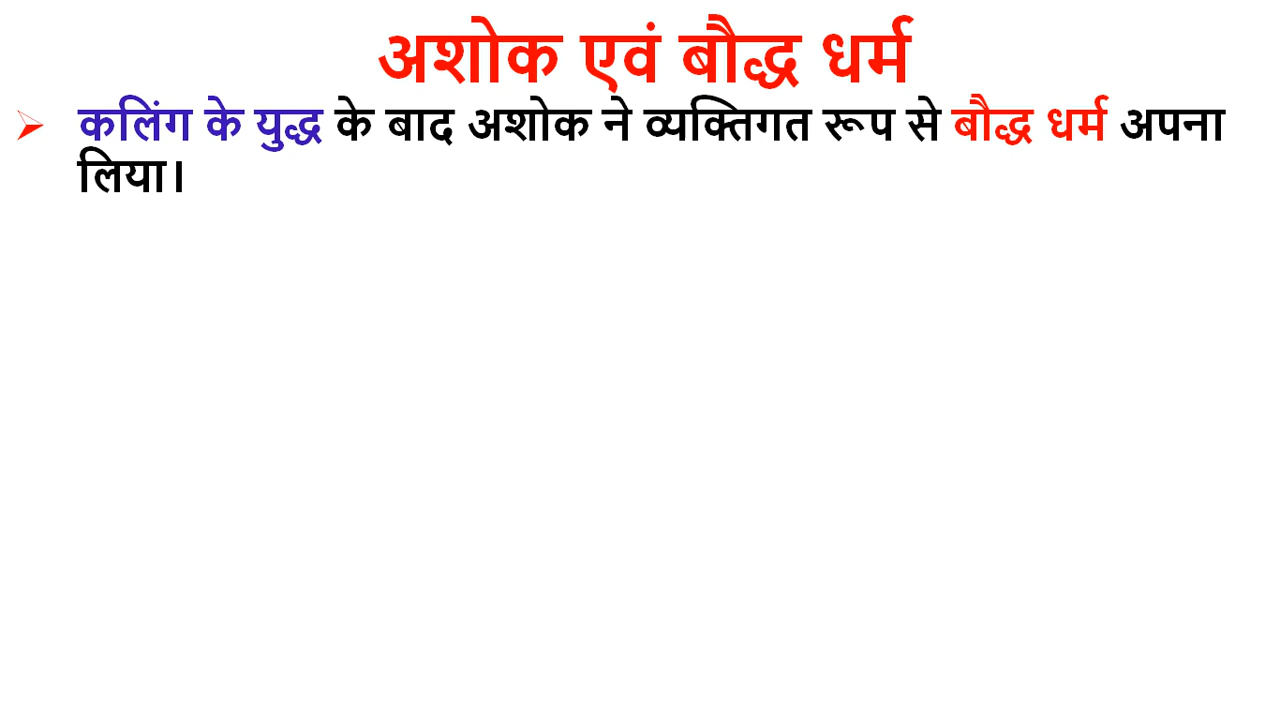 अशोक एवं बौद्ध धर्म
कलिंग के युद्ध के बाद अशोक ने व्यक्तिगत रूप से बौद्ध धर्म अपना
लिया।